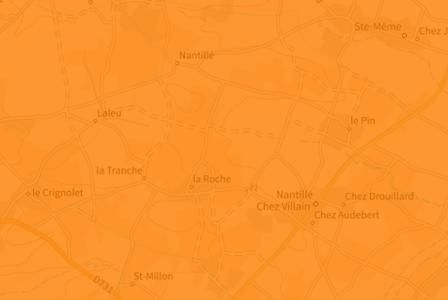 Ste-Même
Chez J
Nantillé
Laleu
le Pin
la Tranche
la Roche
le Crignolet
Nantillé
Chez Villain
Chez Drouillard
Chez Audebert
St-Millon
D731